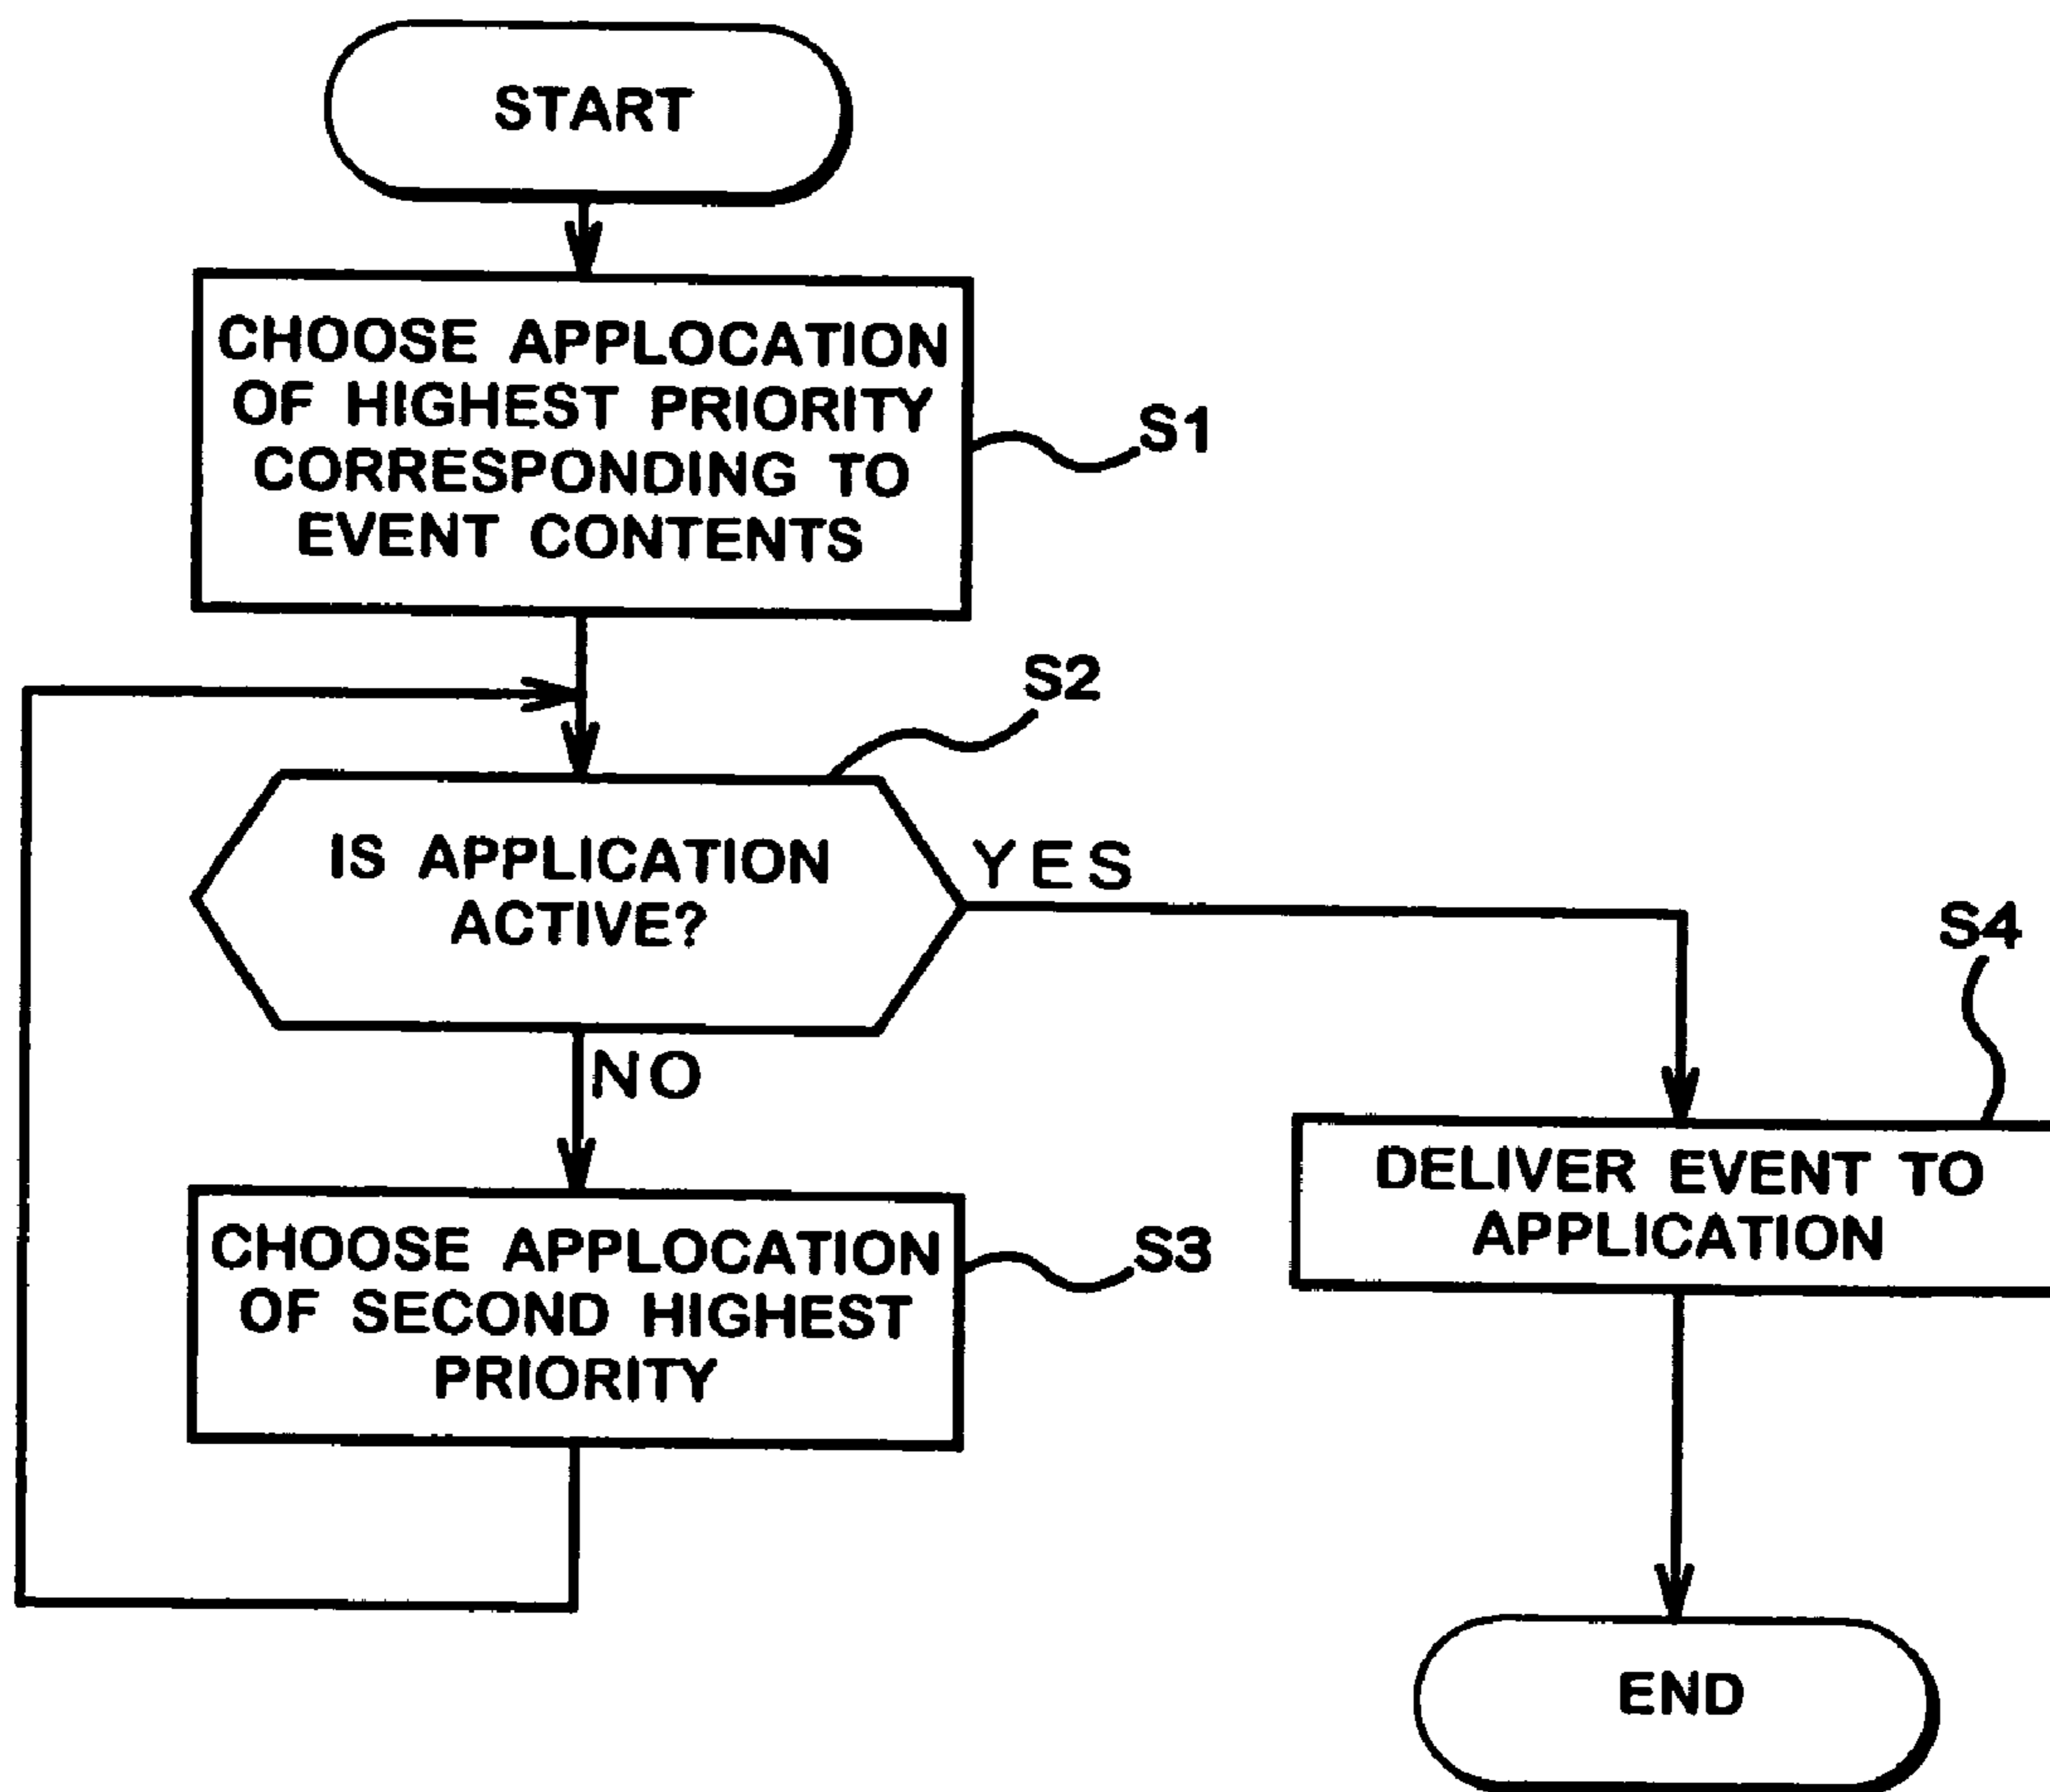 START
CHOOSE APPLOCATION
OF HIGHEST PRIORITY
CORRESPONDING TO
EVENT CONTENTS
S1
S2
IS APPLICATION
ACTIVE?
YES
NO
CHOOSE APPLOCATION
OF SECOND HIGHEST
PRIORITY
S3
S4
DELIVER EVENT TO
APPLICATION
END